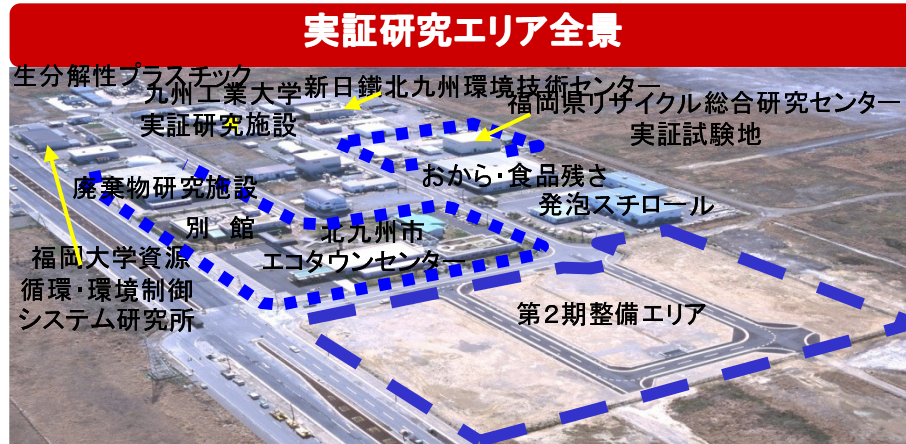 実証研究エリア全景
生分解性プラスチック
九州工業大学
実証研究施設
新日鐵北九州環境技術センター
福岡県リサイクル総合研究センター
実証試験地
おから・食品残さ
発泡スチロール
廃棄物研究施設
別 館
北九州市
エコタウンセンター
福岡大学資源
循環・環境制御
システム研究所
第2期整備エリア